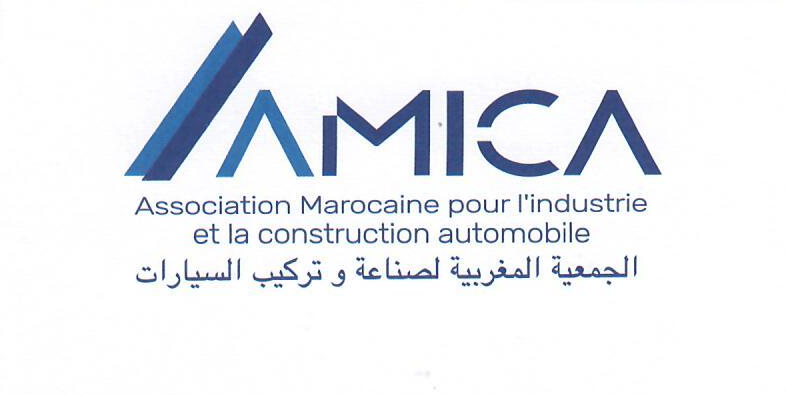 AMICA
Association Marocaine pour l'industrie
et la construction automobile
الجمعية المغربية لصناعة و تركيب السيارات